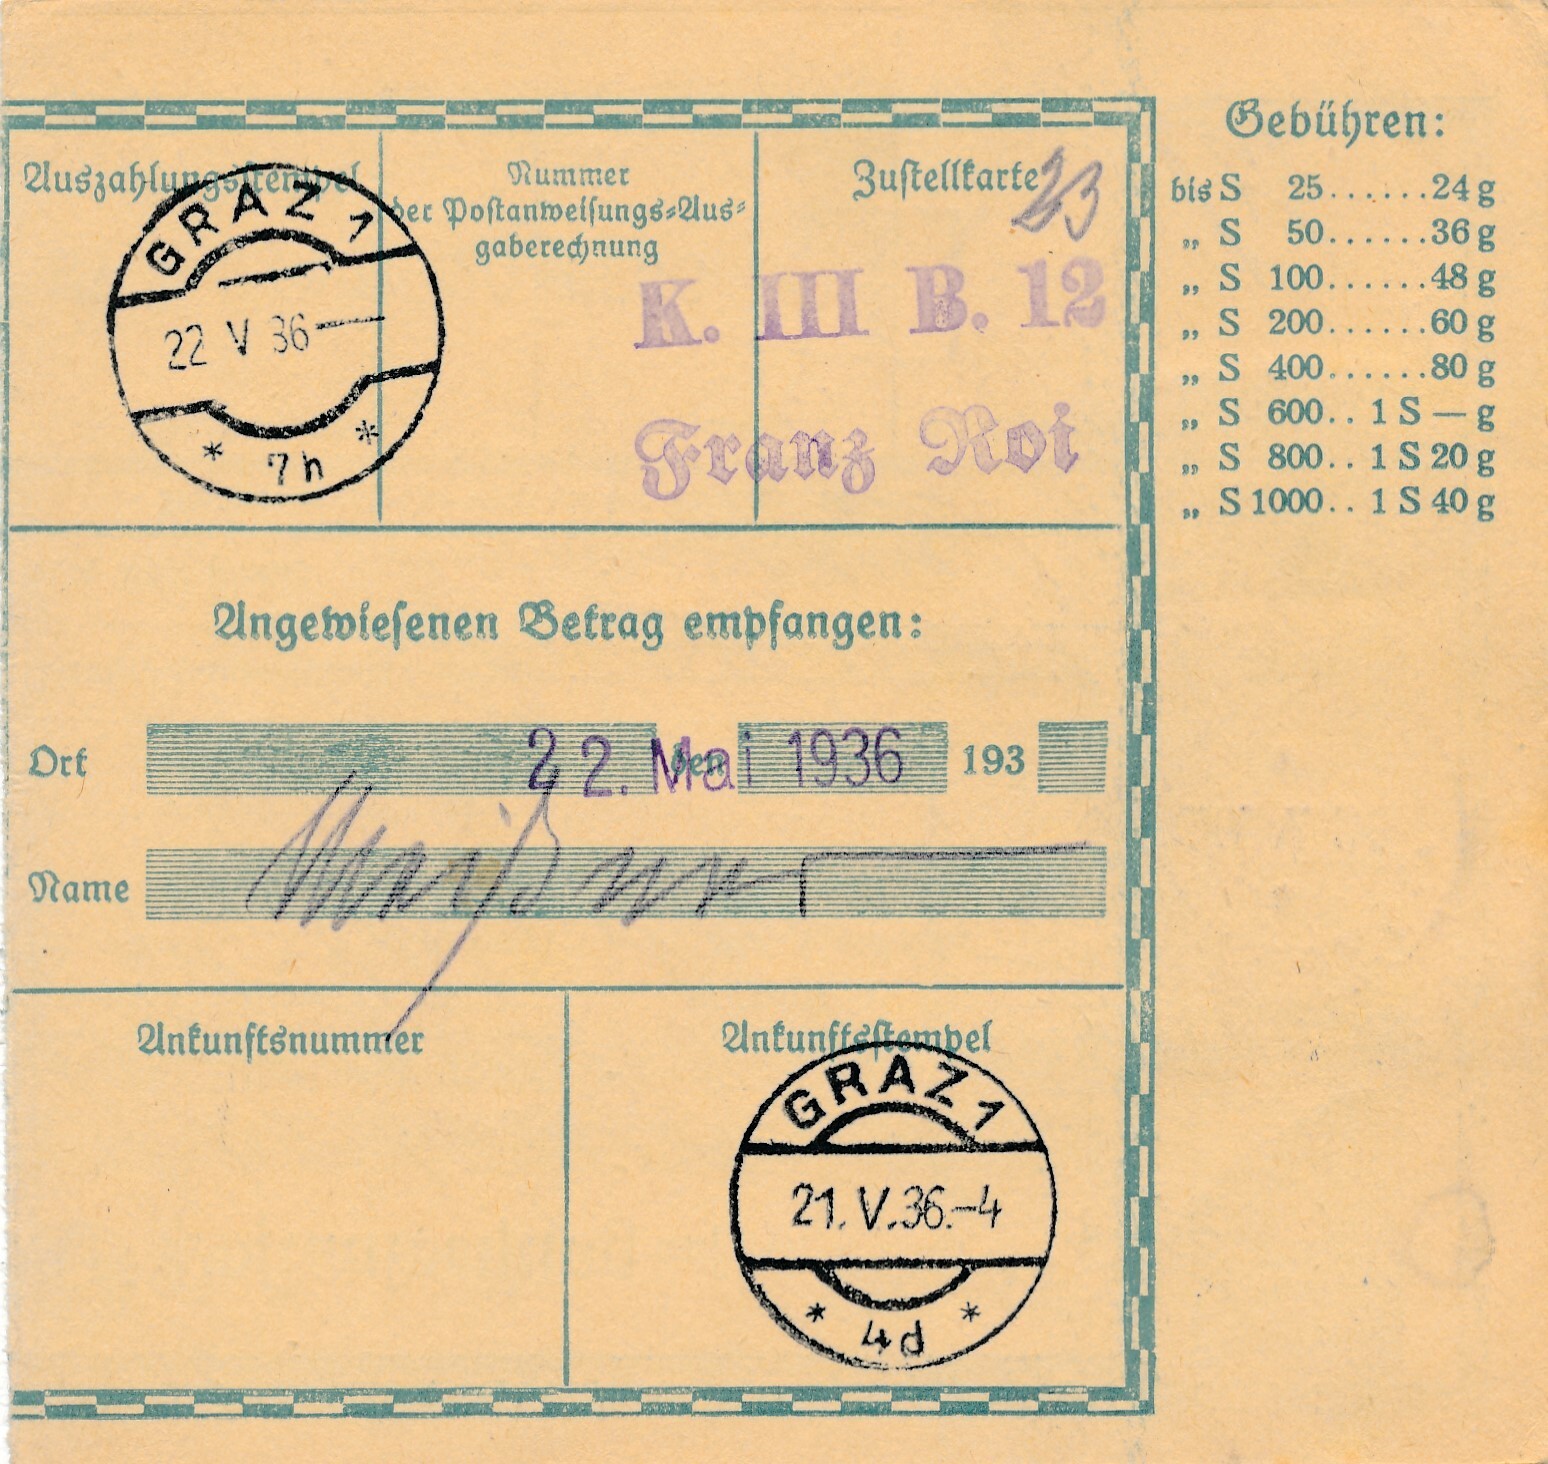 Gebühren:
bis S 25......24 g
„ S 50......36 g
„ S 100......48 g
„ S 200......60 g
„ S 400......80 g
„ S 600.. 1 S — g
„ S 800.. 1 S 20 g
„ S 1000.. 1 S 40 g
Auszahlungsstempel
GRAZ 1
22 V 36
* 7h *
Nummer
der Postanweisungs-Aus-
gaberechnung
Zustellkarte
23
K. III B. 12
Franz Roi
Angewiesenen Betrag empfangen:
Ort den 193
22. Mai 1936
Name
Ankunftsnummer
Ankunftsstempel
GRAZ 1
21. V. 36.–4
* 4d *